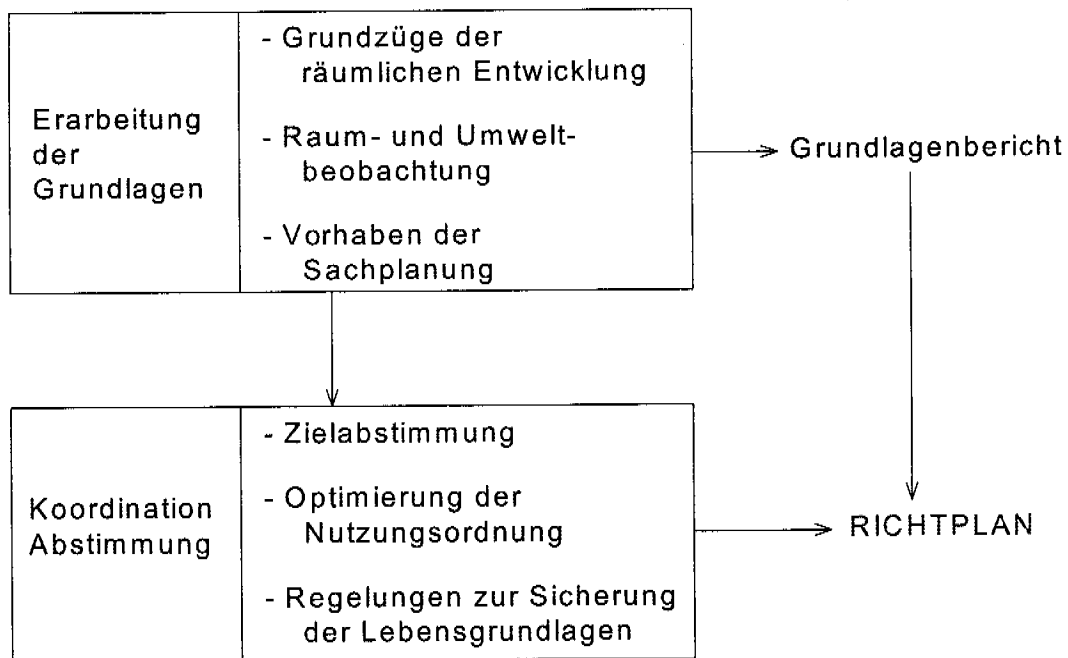 Erarbeitung
der
Grundlagen
- Grundzüge der
räumlichen Entwicklung
- Raum- und Umwelt-
beobachtung
- Vorhaben der
Sachplanung
Grundlagenbericht
Koordination
Abstimmung
- Zielabstimmung
- Optimierung der
Nutzungsordnung
- Regelungen zur Sicherung
der Lebensgrundlagen
RICHTPLAN